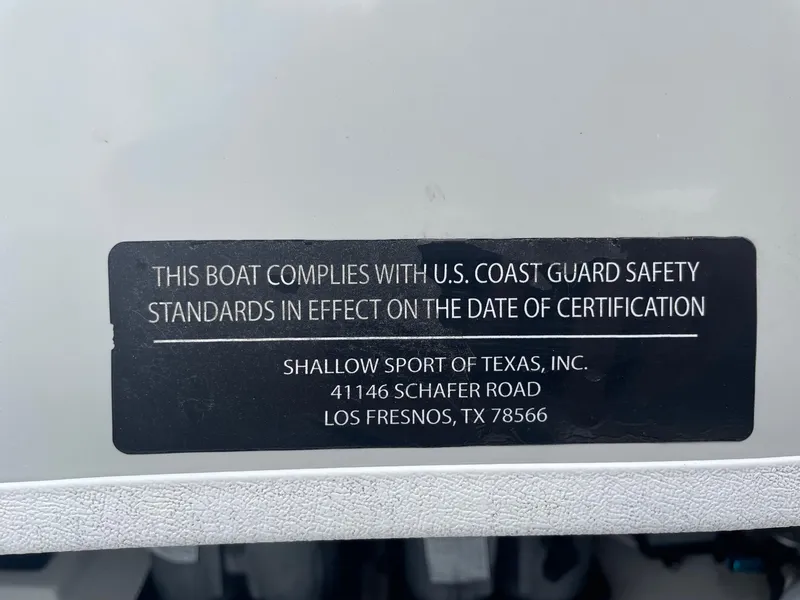 THIS BOAT COMPLIES WITH U.S. COAST GUARD SAFETY
STANDARDS IN EFFECT ON THE DATE OF CERTIFICATION
SHALLOW SPORT OF TEXAS, INC.
41146 SCHAFER ROAD
LOS FRESNOS, TX 78566